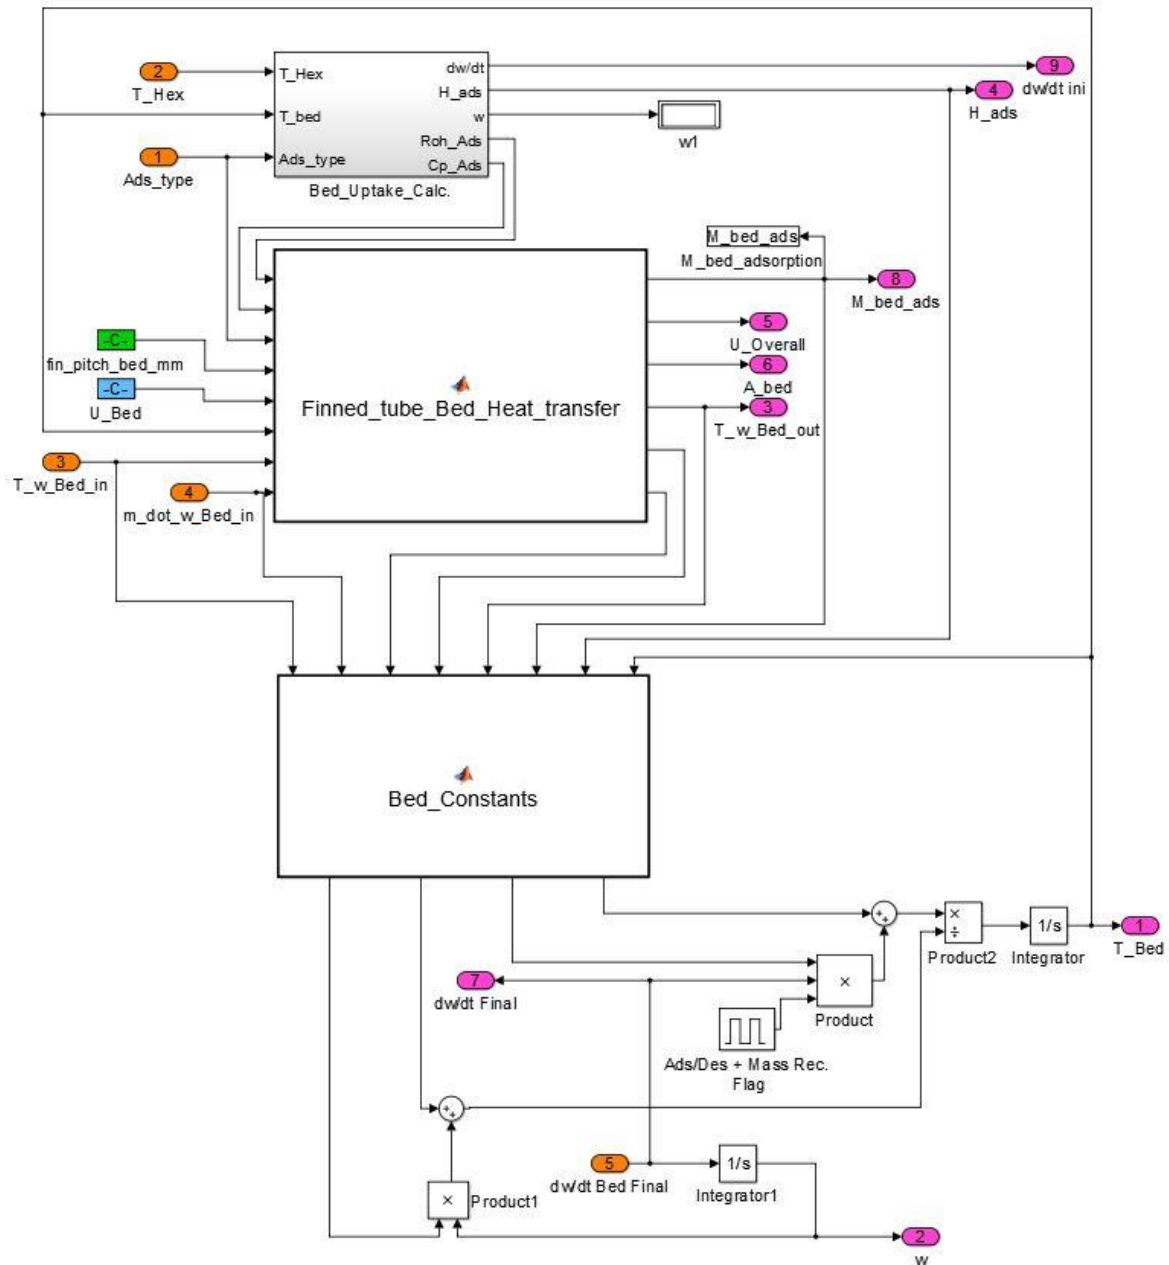 2
T_Hex
1
Ads_type
T_Hex
T_bed
Ads_type
dw/dt
H_ads
w
Roh_Ads
Cp_Ads
Bed_Uptake_Calc.
9
dw/dt ini
4
H_ads
w1
M_bed_ads
M_bed_adsorption
8
M_bed_ads
5
U_Overall
6
A_bed
3
T_w_Bed_out
-C-
fin_pitch_bed_mm
-C-
U_Bed
3
T_w_Bed_in
4
m_dot_w_Bed_in
Finned_tube_Bed_Heat_transfer
Bed_Constants
++
×
÷
Product2
1/s
Integrator
1
T_Bed
7
dw/dt Final
×
Product
Ads/Des + Mass Rec.
Flag
++
5
dw/dt Bed Final
1/s
Integrator1
×
Product1
2
w